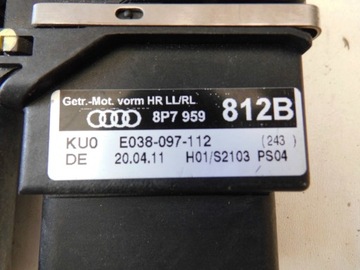 Getr.-Mot. vorm HR LL/RL
8P7 959 812B
KU0 E038-097-112 (243)
DE 20.04.11 H01/S2103 PS04